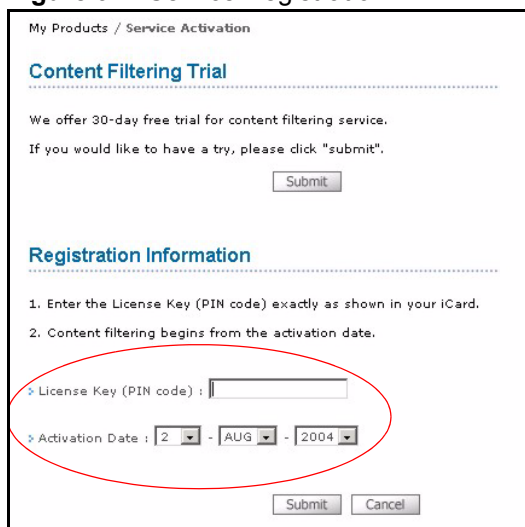 My Products / Service Activation
Content Filtering Trial
We offer 30-day free trial for content filtering service.
If you would like to have a try, please click "submit".
Submit
Registration Information
1. Enter the License Key (PIN code) exactly as shown in your iCard.
2. Content filtering begins from the activation date.
License Key (PIN code) :
Activation Date : 2 - AUG - 2004
Submit Cancel